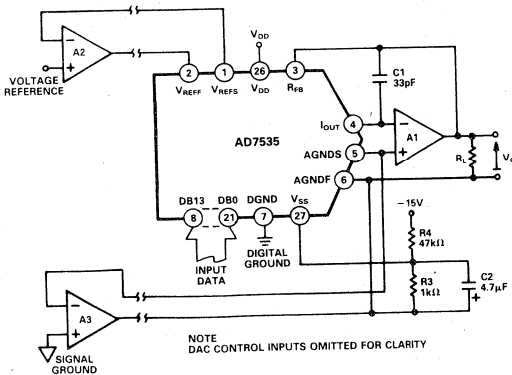 A2
VOLTAGE
REFERENCE
VDD
2
1
26
3
VREFF
VREFS
VDD
RFB
C1
33pF
AD7535
IOUT
4
AGNDS
5
AGNDF
6
A1
RL
DB13
DB0
DGND
VSS
8
21
7
27
INPUT
DATA
DIGITAL
GROUND
−15V
R4
47kΩ
R3
1kΩ
C2
4.7μF
A3
SIGNAL
GROUND
NOTE
DAC CONTROL INPUTS OMITTED FOR CLARITY